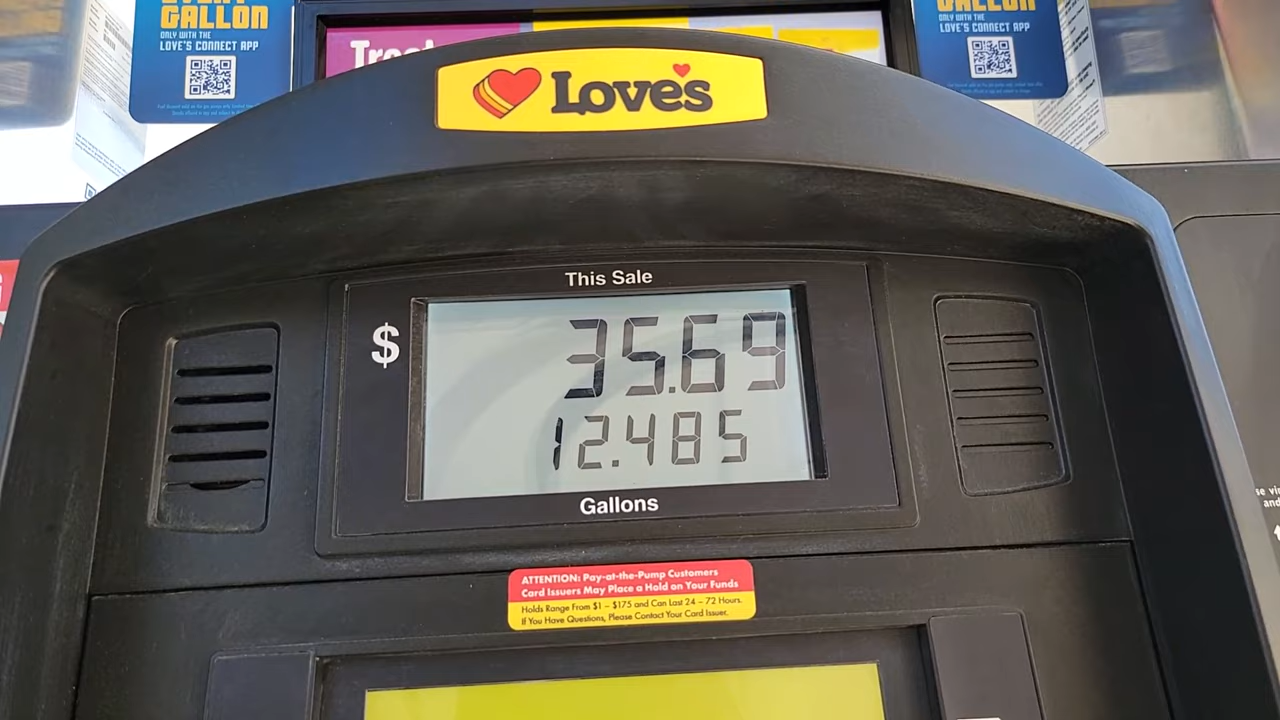 EVERY
GALLON
ONLY WITH THE
LOVE'S CONNECT APP
GALLON
ONLY WITH THE
LOVE'S CONNECT APP
Love's
This Sale
$ 35.69
12.485
Gallons
ATTENTION: Pay-at-the-Pump Customers
Card Issuers May Place a Hold on Your Funds
Holds Range From $1 – $175 and Can Last 24 – 72 Hours.
If You Have Questions, Please Contact Your Card Issuer.
and